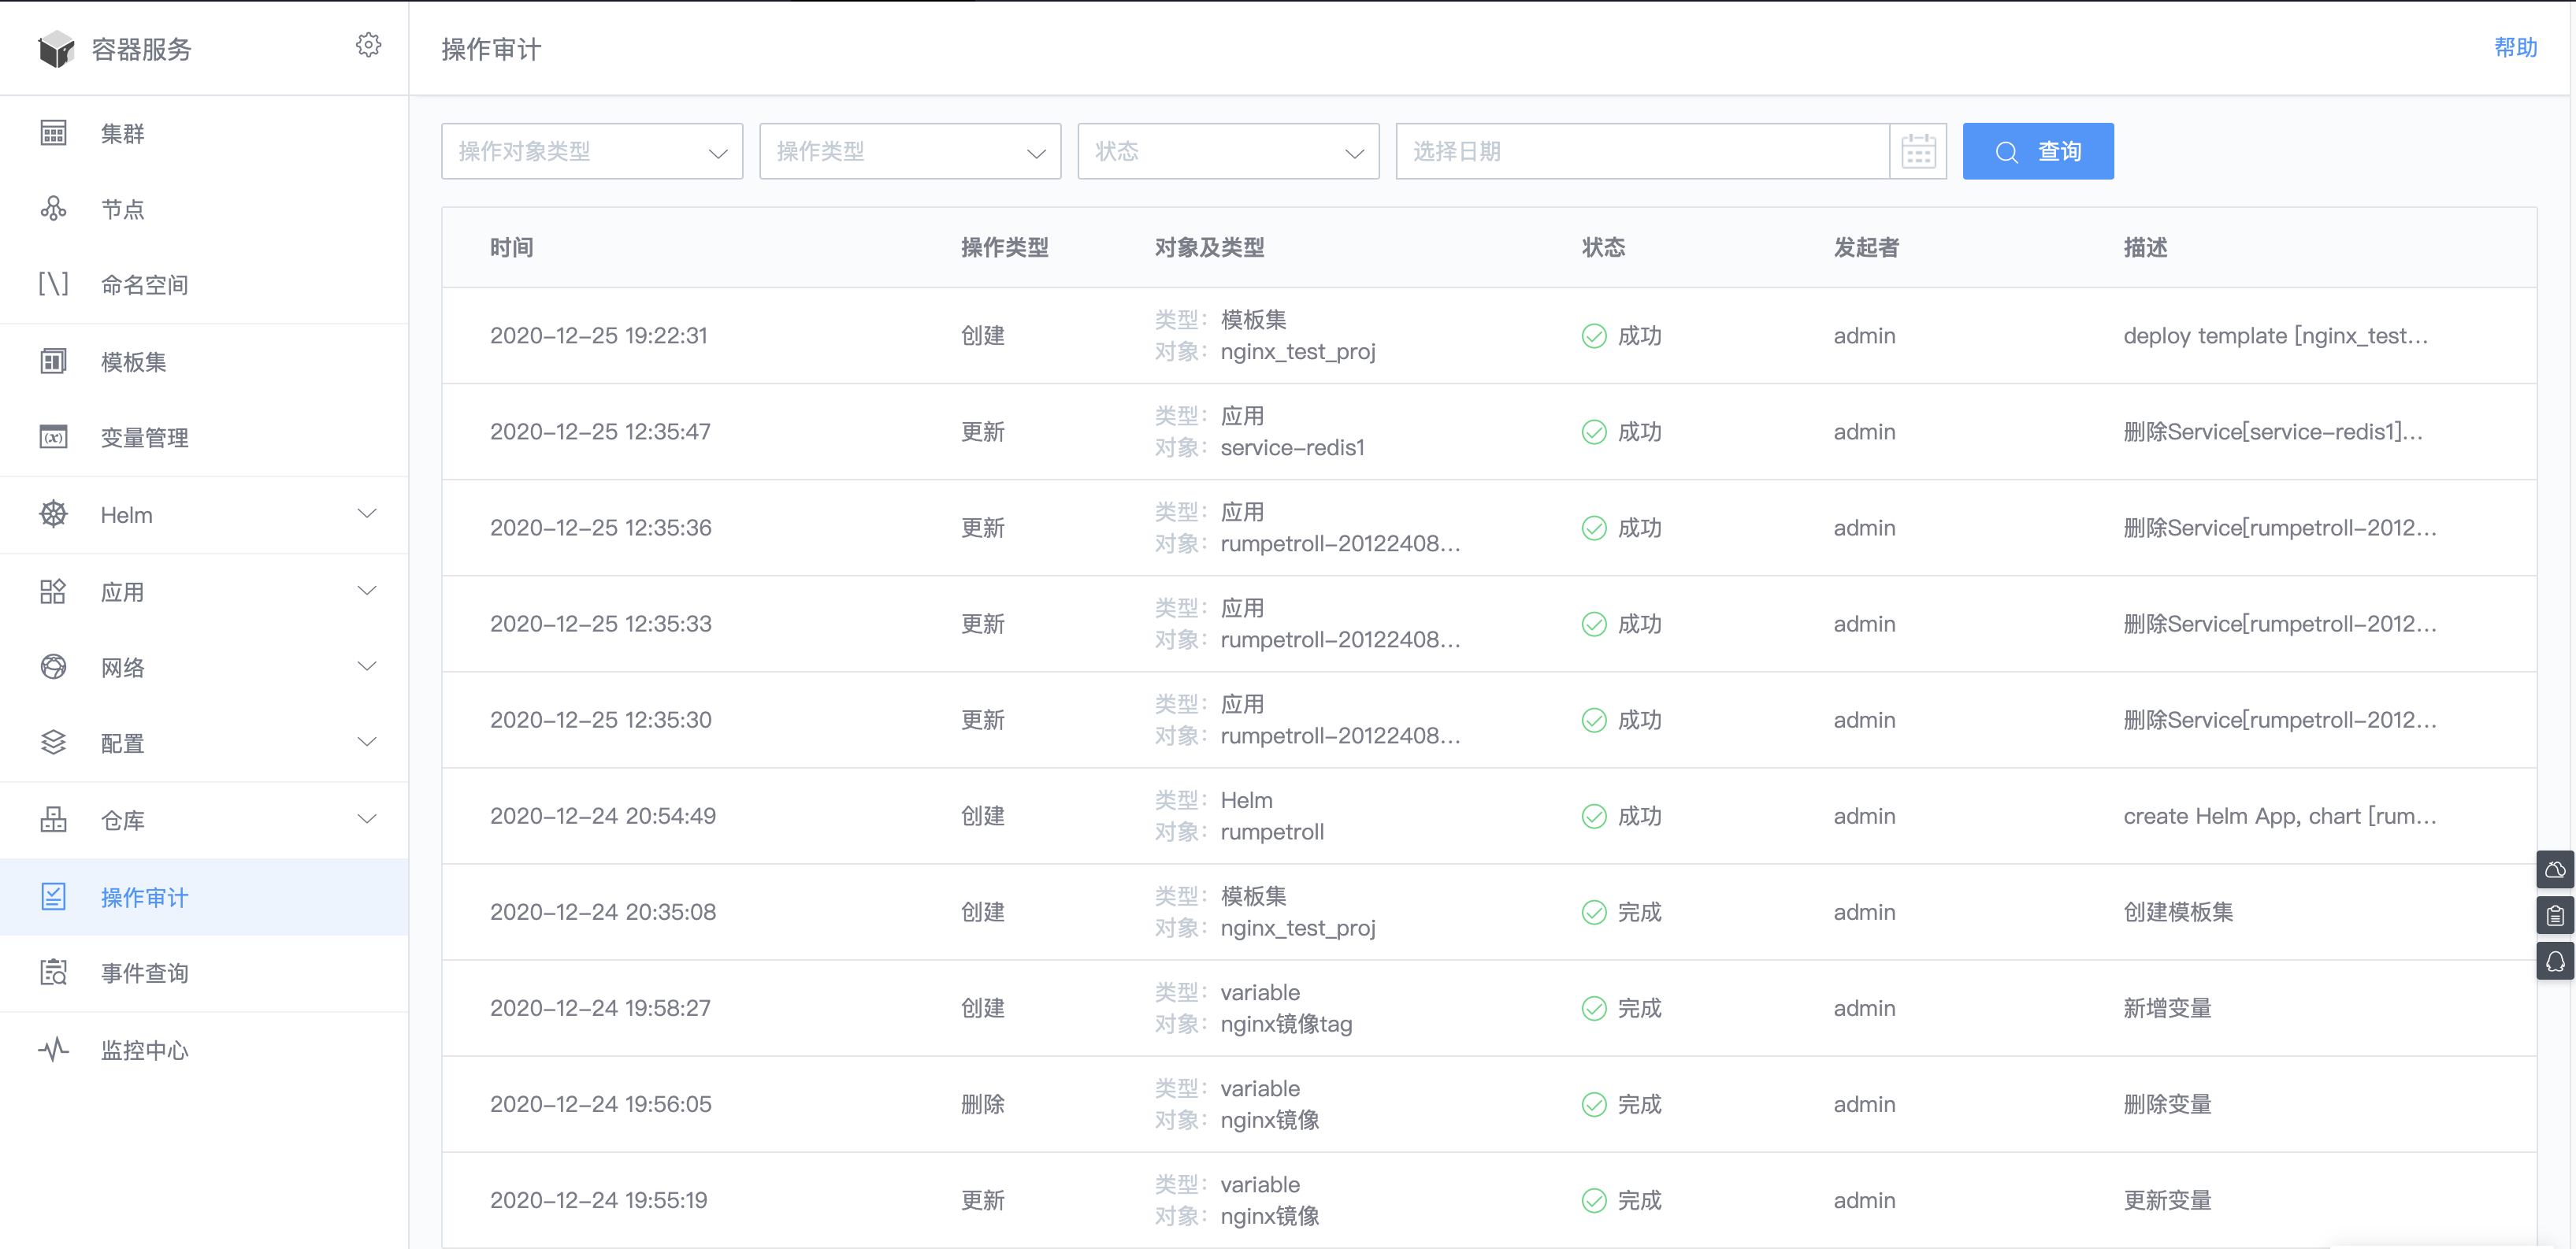 容器服务
操作审计
帮助
集群
节点
[\] 命名空间
模板集
(x) 变量管理
Helm
应用
网络
配置
仓库
操作审计
事件查询
监控中心
操作对象类型 操作类型 状态 选择日期 查询
时间 操作类型 对象及类型 状态 发起者 描述
2020-12-25 19:22:31 创建 类型：模板集 成功 admin deploy template [nginx_test...
对象：nginx_test_proj
2020-12-25 12:35:47 更新 类型：应用 成功 admin 删除Service[service-redis1]...
对象：service-redis1
2020-12-25 12:35:36 更新 类型：应用 成功 admin 删除Service[rumpetroll-2012...
对象：rumpetroll-20122408...
2020-12-25 12:35:33 更新 类型：应用 成功 admin 删除Service[rumpetroll-2012...
对象：rumpetroll-20122408...
2020-12-25 12:35:30 更新 类型：应用 成功 admin 删除Service[rumpetroll-2012...
对象：rumpetroll-20122408...
2020-12-24 20:54:49 创建 类型：Helm 成功 admin create Helm App, chart [rum...
对象：rumpetroll
2020-12-24 20:35:08 创建 类型：模板集 完成 admin 创建模板集
对象：nginx_test_proj
2020-12-24 19:58:27 创建 类型：variable 完成 admin 新增变量
对象：nginx镜像tag
2020-12-24 19:56:05 删除 类型：variable 完成 admin 删除变量
对象：nginx镜像
2020-12-24 19:55:19 更新 类型：variable 完成 admin 更新变量
对象：nginx镜像